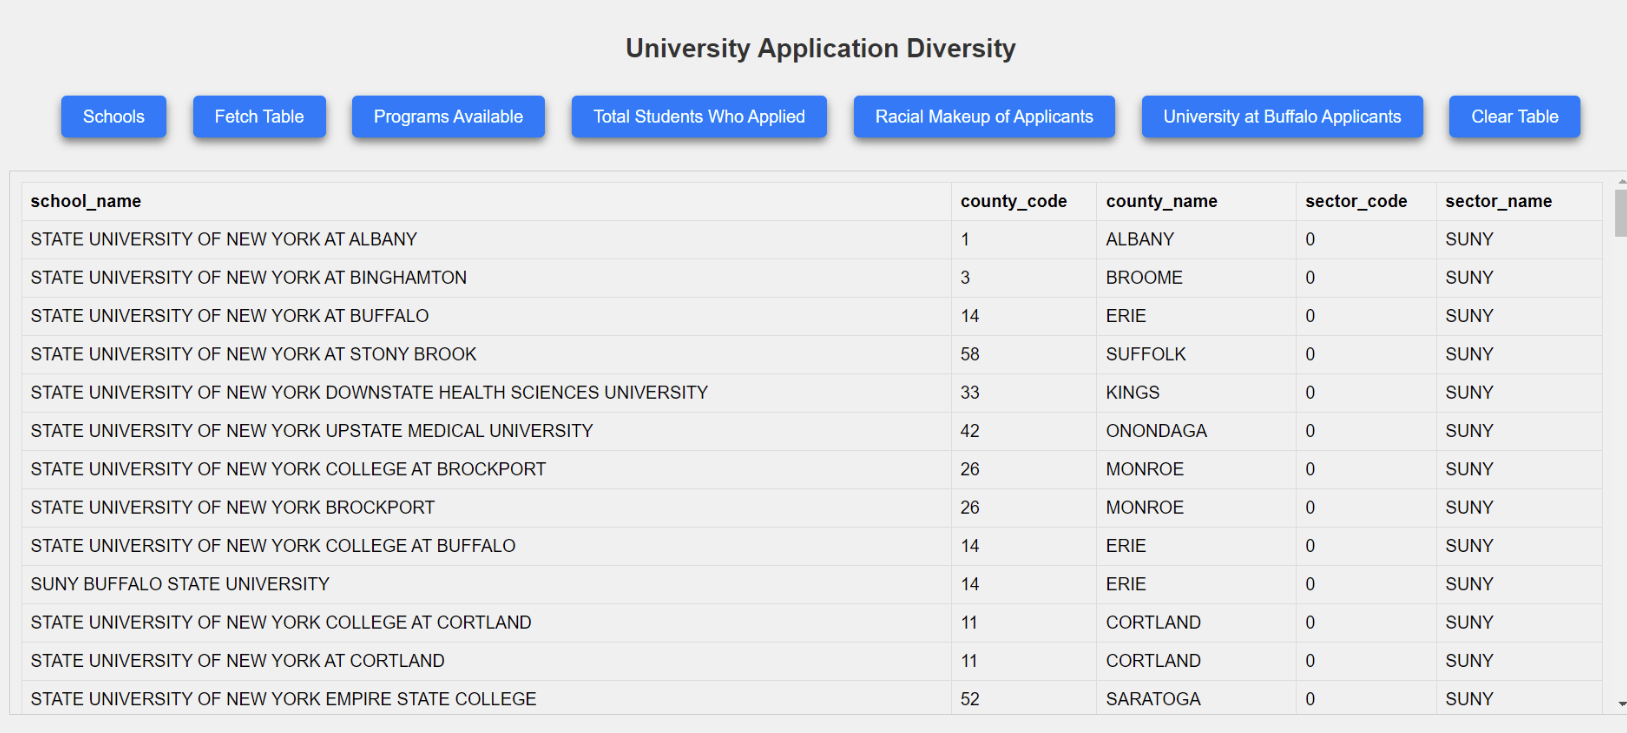 University Application Diversity
Schools Fetch Table Programs Available Total Students Who Applied Racial Makeup of Applicants University at Buffalo Applicants Clear Table
school_name county_code county_name sector_code sector_name
STATE UNIVERSITY OF NEW YORK AT ALBANY 1 ALBANY 0 SUNY
STATE UNIVERSITY OF NEW YORK AT BINGHAMTON 3 BROOME 0 SUNY
STATE UNIVERSITY OF NEW YORK AT BUFFALO 14 ERIE 0 SUNY
STATE UNIVERSITY OF NEW YORK AT STONY BROOK 58 SUFFOLK 0 SUNY
STATE UNIVERSITY OF NEW YORK DOWNSTATE HEALTH SCIENCES UNIVERSITY 33 KINGS 0 SUNY
STATE UNIVERSITY OF NEW YORK UPSTATE MEDICAL UNIVERSITY 42 ONONDAGA 0 SUNY
STATE UNIVERSITY OF NEW YORK COLLEGE AT BROCKPORT 26 MONROE 0 SUNY
STATE UNIVERSITY OF NEW YORK BROCKPORT 26 MONROE 0 SUNY
STATE UNIVERSITY OF NEW YORK COLLEGE AT BUFFALO 14 ERIE 0 SUNY
SUNY BUFFALO STATE UNIVERSITY 14 ERIE 0 SUNY
STATE UNIVERSITY OF NEW YORK COLLEGE AT CORTLAND 11 CORTLAND 0 SUNY
STATE UNIVERSITY OF NEW YORK AT CORTLAND 11 CORTLAND 0 SUNY
STATE UNIVERSITY OF NEW YORK EMPIRE STATE COLLEGE 52 SARATOGA 0 SUNY